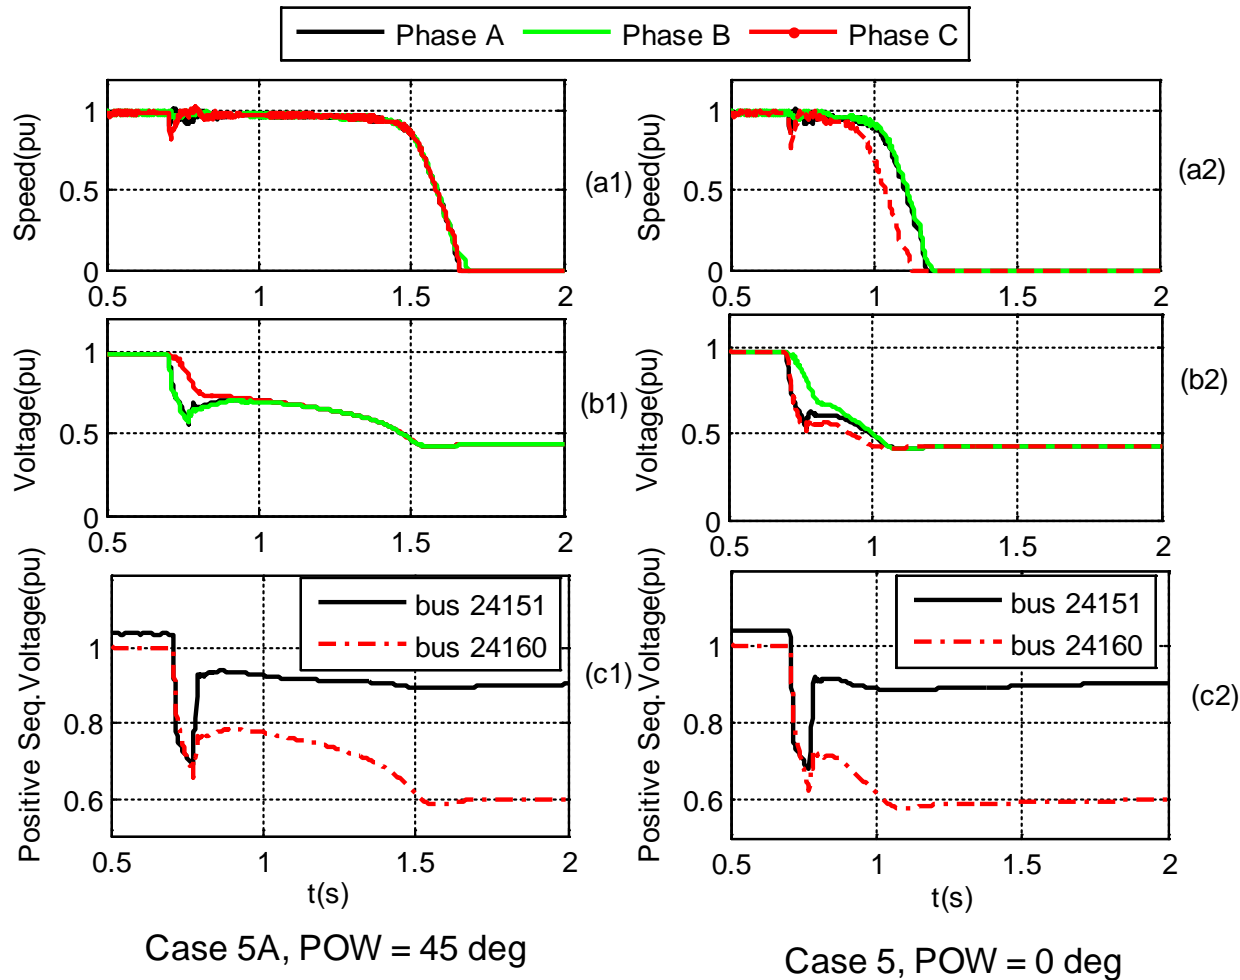 Phase A Phase B Phase C
Speed(pu)
1
0.5
0
0.5 1 1.5 2
(a1)
Speed(pu)
1
0.5
0
0.5 1 1.5 2
(a2)
Voltage(pu)
1
0.5
0
0.5 1 1.5 2
(b1)
Voltage(pu)
1
0.5
0
0.5 1 1.5 2
(b2)
Positive Seq.Voltage(pu)
1
0.8
0.6
0.5 1 1.5 2
t(s)
bus 24151
bus 24160
(c1)
Positive Seq.Voltage(pu)
1
0.8
0.6
0.5 1 1.5 2
t(s)
bus 24151
bus 24160
(c2)
Case 5A, POW = 45 deg
Case 5, POW = 0 deg